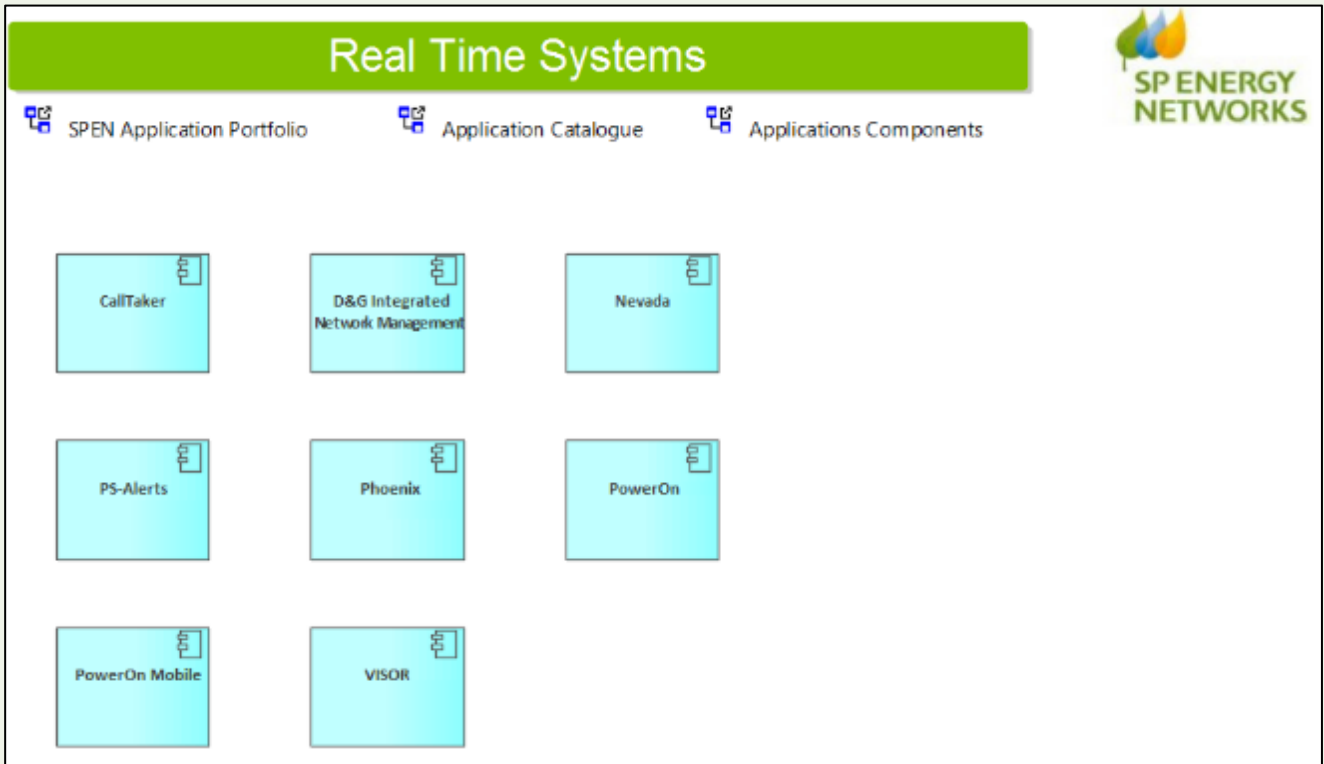 Real Time Systems
SP ENERGY
NETWORKS
SPEN Application Portfolio
Application Catalogue
Applications Components
CallTaker
D&G Integrated
Network Management
Nevada
PS-Alerts
Phoenix
PowerOn
PowerOn Mobile
VISOR